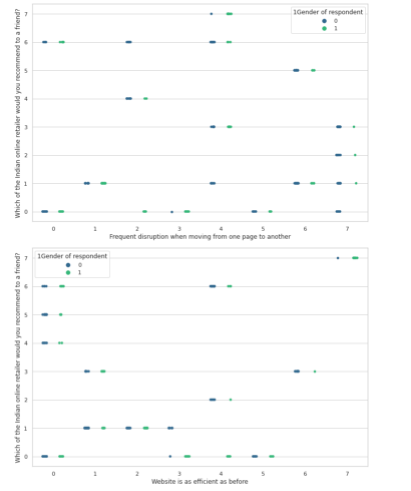 Which of the Indian online retailer would you recommend to a friend?
7
6
5
4
3
2
1
0
1Gender of respondent
0
1
0 1 2 3 4 5 6 7
Frequent disruption when moving from one page to another
Which of the Indian online retailer would you recommend to a friend?
7
6
5
4
3
2
1
0
1Gender of respondent
0
1
0 1 2 3 4 5 6 7
Website is as efficient as before